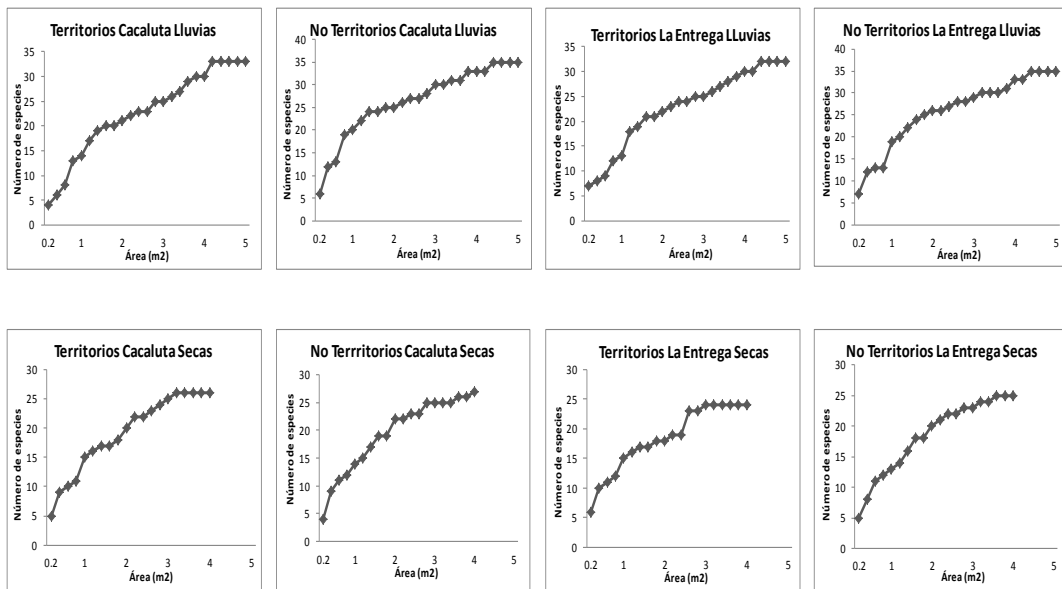 Territorios Cacaluta Lluvias
Número de especies
35
30
25
20
15
10
5
0
0.2 1 2 3 4 5
Área (m2)
No Territorios Cacaluta Lluvias
Número de especies
40
35
30
25
20
15
10
5
0
0.2 1 2 3 4 5
Área (m2)
Territorios La Entrega LLuvias
Número de especies
35
30
25
20
15
10
5
0
0.2 1 2 3 4 5
Área (m2)
No Territorios La Entrega Lluvias
Número de especies
40
35
30
25
20
15
10
5
0
0.2 1 2 3 4 5
Área (m2)
Territorios Cacaluta Secas
Número de especies
30
25
20
15
10
5
0
0.2 1 2 3 4 5
Área (m2)
No Terrritorios Cacaluta Secas
Número de especies
30
25
20
15
10
5
0
0.2 1 2 3 4 5
Área (m2)
Territorios La Entrega Secas
Número de especies
30
25
20
15
10
5
0
0.2 1 2 3 4 5
Área (m2)
No Territorios La Entrega Secas
Número de especies
30
25
20
15
10
5
0
0.2 1 2 3 4 5
Área (m2)